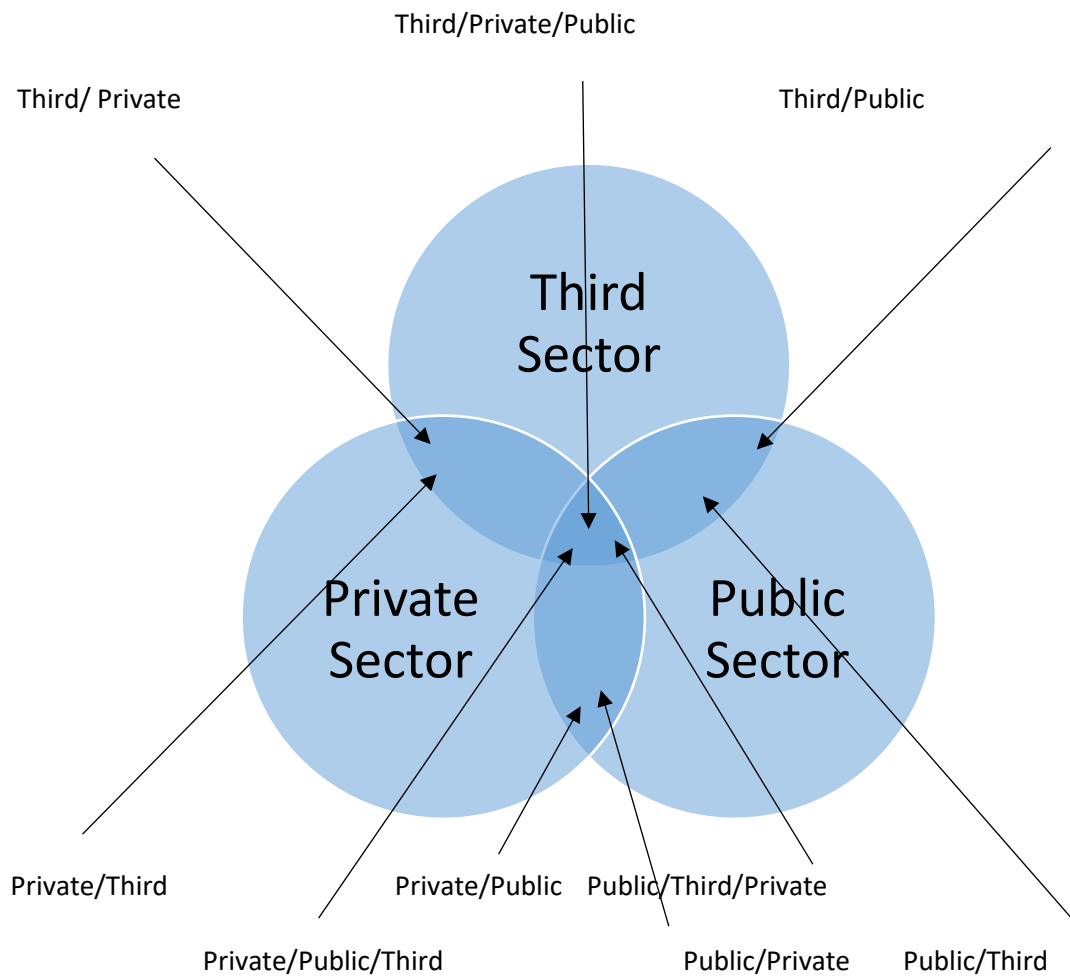 Third/Private/Public
Third/ Private
Third/Public
Third
Sector
Private
Sector
Public
Sector
Private/Third
Private/Public
Public/Third/Private
Private/Public/Third
Public/Private
Public/Third